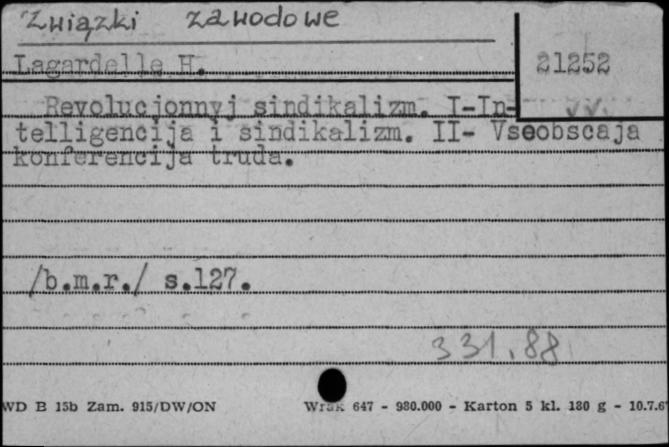 Związki zawodowe
Lagardelle H.
21252
Revolucjonnyj sindikalizm. I-In-
telligencija i sindikalizm. II- Vseobscaja
konferencija truda.
/b.m.r./ s.127.
331.88
WD B 15b Zam. 915/DW/ON
647 - 980.000 - Karton 5 kl. 180 g - 10.7.6